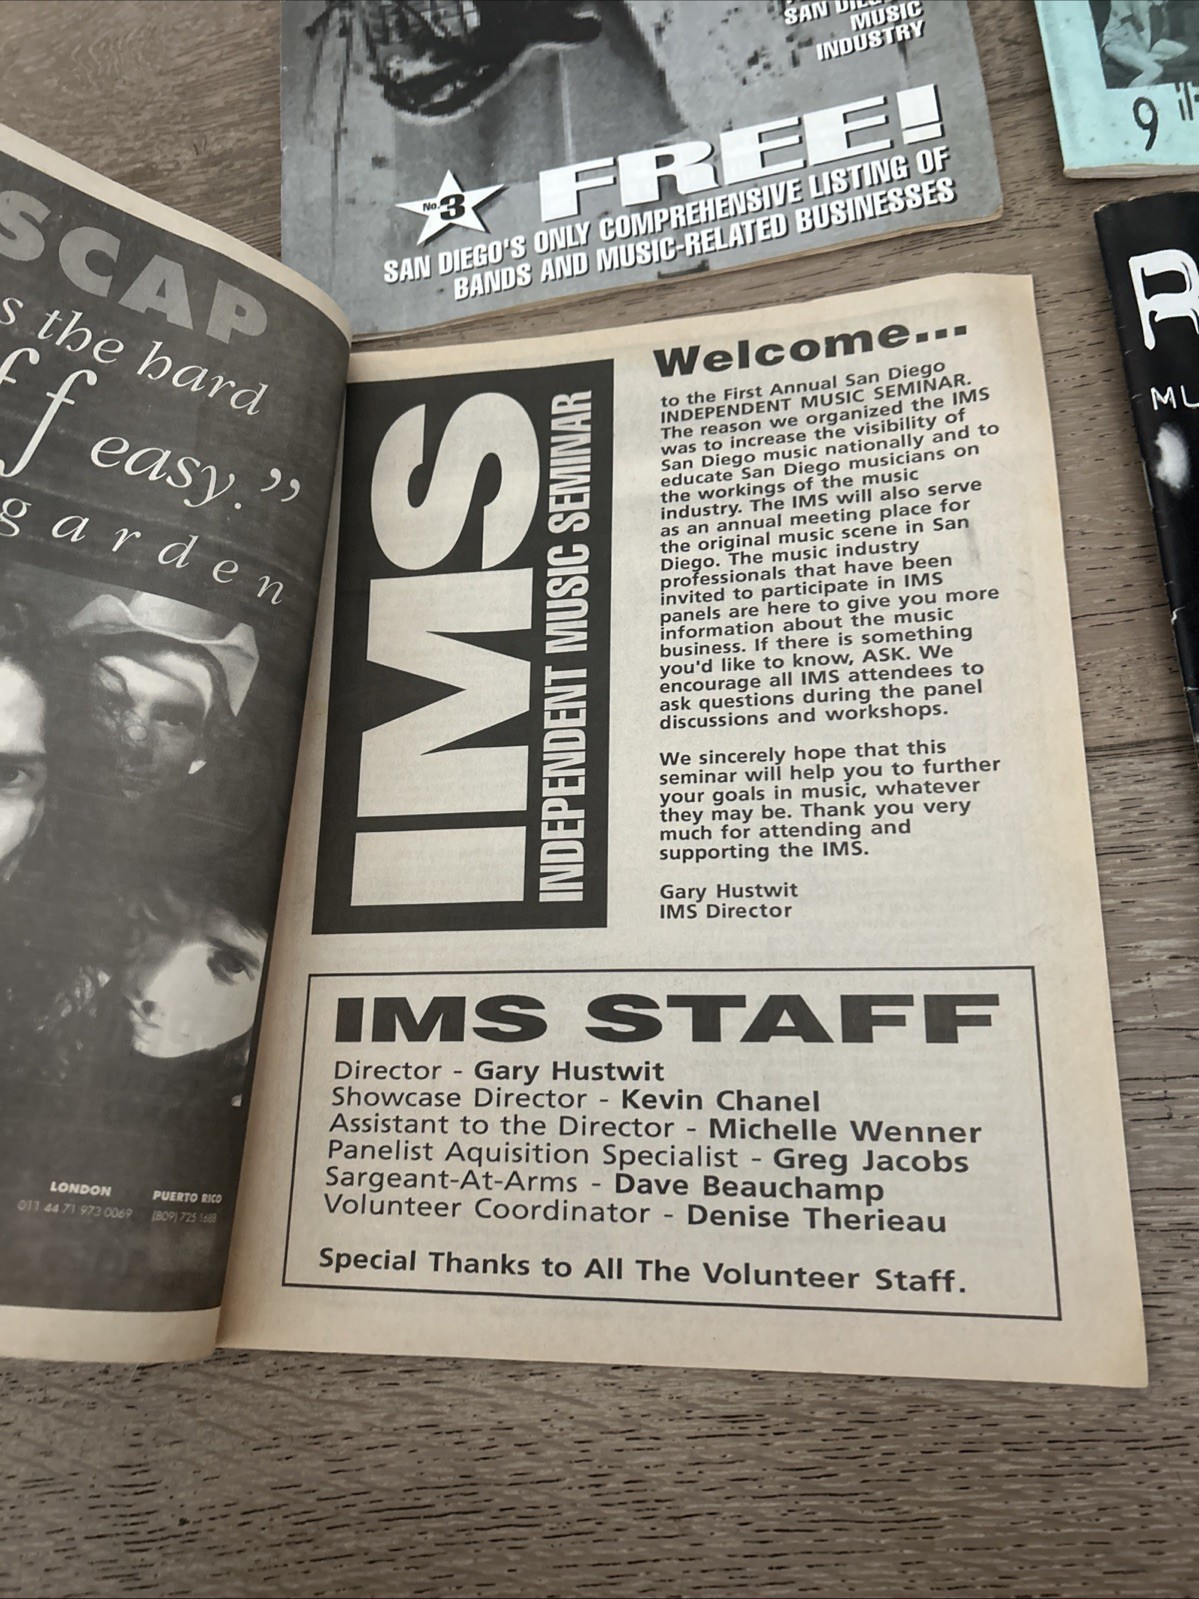 MUSIC
INDUSTRY
FREE!
No.3
SAN DIEGO'S ONLY COMPREHENSIVE LISTING OF
BANDS AND MUSIC-RELATED BUSINESSES
9
SCAP
the hard
easy.”
garden
LONDON
011 44 71 973 0069
PUERTO RICO
(809) 725 1688
IMS
INDEPENDENT MUSIC SEMINAR
Welcome...
to the First Annual San Diego
INDEPENDENT MUSIC SEMINAR.
The reason we organized the IMS
was to increase the visibility of
San Diego music nationally and to
educate San Diego musicians on
the workings of the music
industry. The IMS will also serve
as an annual meeting place for
the original music scene in San
Diego. The music industry
professionals that have been
invited to participate in IMS
panels are here to give you more
information about the music
business. If there is something
you'd like to know, ASK. We
encourage all IMS attendees to
ask questions during the panel
discussions and workshops.
We sincerely hope that this
seminar will help you to further
your goals in music, whatever
they may be. Thank you very
much for attending and
supporting the IMS.
Gary Hustwit
IMS Director
IMS STAFF
Director - Gary Hustwit
Showcase Director - Kevin Chanel
Assistant to the Director - Michelle Wenner
Panelist Aquisition Specialist - Greg Jacobs
Sargeant-At-Arms - Dave Beauchamp
Volunteer Coordinator - Denise Therieau
Special Thanks to All The Volunteer Staff.